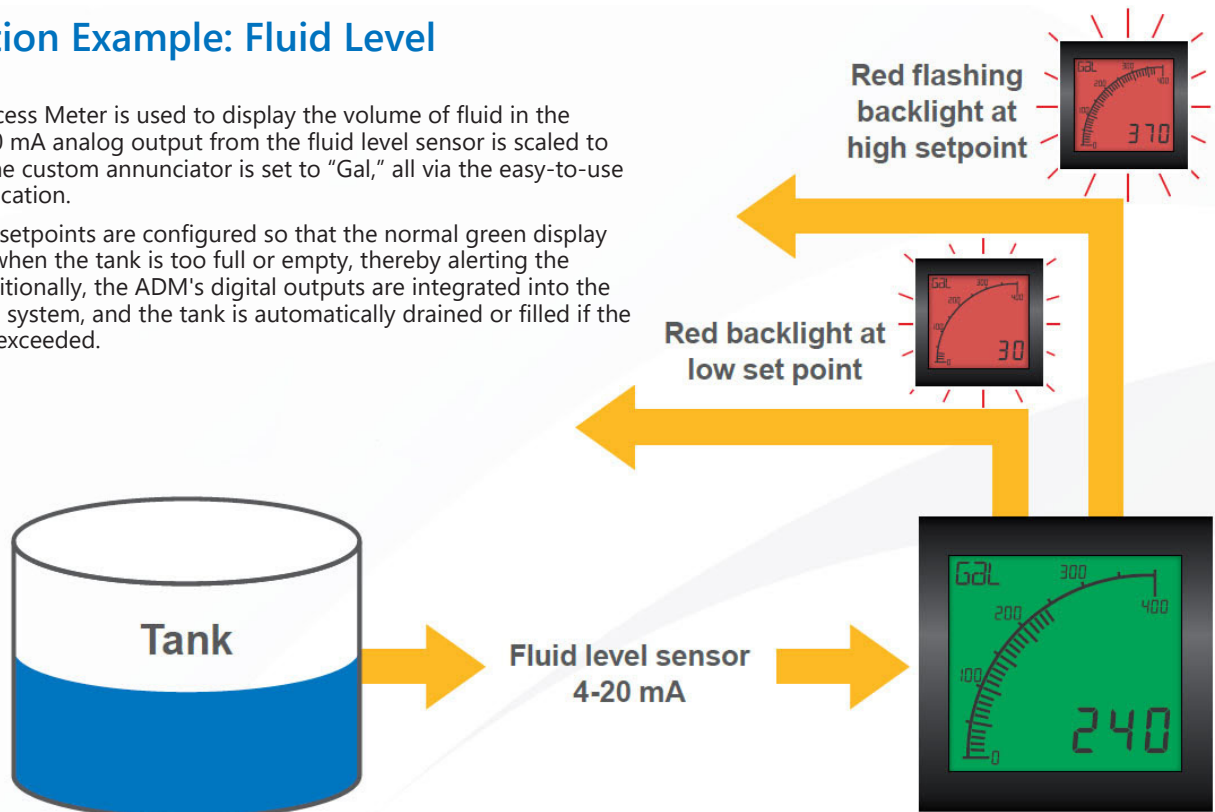 tion Example: Fluid Level
cess Meter is used to display the volume of fluid in the
0 mA analog output from the fluid level sensor is scaled to
ne custom annunciator is set to “Gal,” all via the easy-to-use
ication.
setpoints are configured so that the normal green display
when the tank is too full or empty, thereby alerting the
litionally, the ADM's digital outputs are integrated into the
l system, and the tank is automatically drained or filled if the
exceeded.
Red flashing
backlight at
high setpoint
GAL
300
400
200
100
0
370
Red backlight at
low set point
GAL
300
400
200
100
0
30
Tank
Fluid level sensor
4-20 mA
GAL
300
400
200
100
0
240